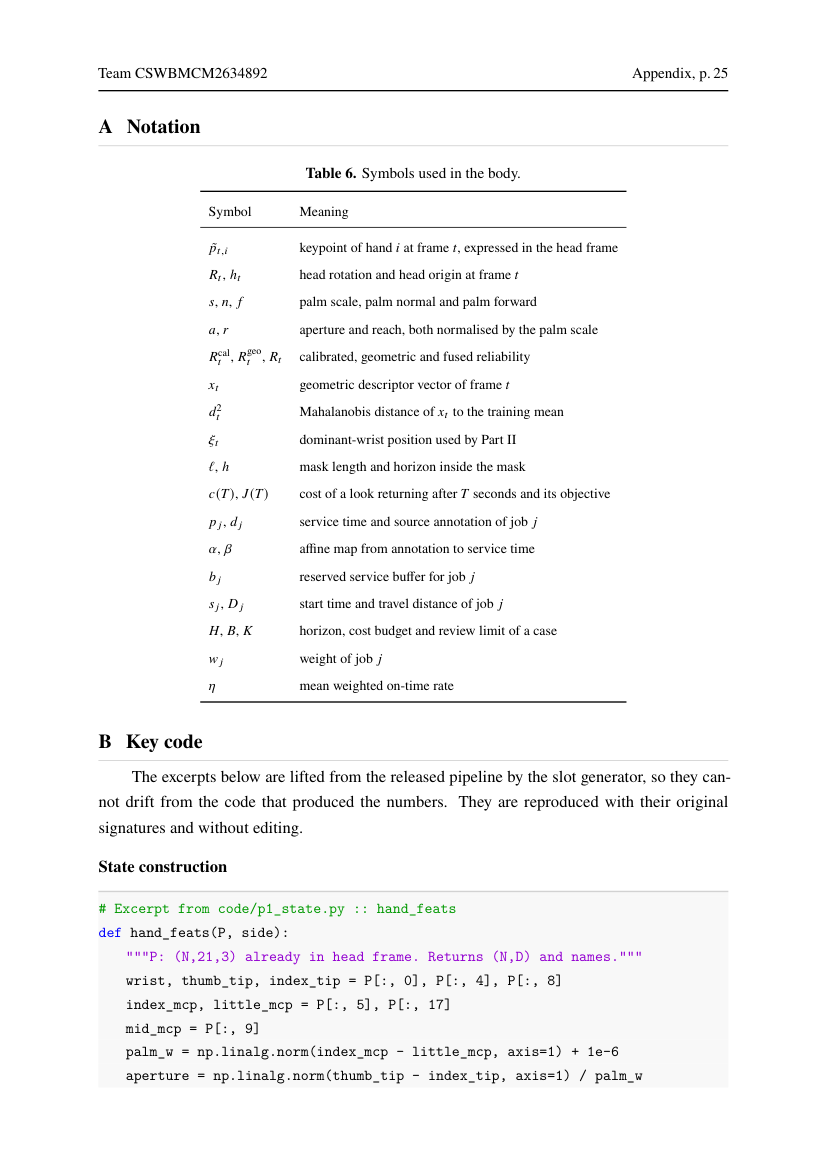 Team CSWBMCM2634892 Appendix, p. 25
A Notation
Table 6. Symbols used in the body.
Symbol Meaning
p̃ₜ,ᵢ keypoint of hand i at frame t, expressed in the head frame
Rₜ, hₜ head rotation and head origin at frame t
s, n, f palm scale, palm normal and palm forward
a, r aperture and reach, both normalised by the palm scale
Rₜ^cal, Rₜ^geo, Rₜ calibrated, geometric and fused reliability
xₜ geometric descriptor vector of frame t
dₜ² Mahalanobis distance of xₜ to the training mean
ξₜ dominant-wrist position used by Part II
ℓ, h mask length and horizon inside the mask
c(T), J(T) cost of a look returning after T seconds and its objective
pⱼ, dⱼ service time and source annotation of job j
α, β affine map from annotation to service time
bⱼ reserved service buffer for job j
sⱼ, Dⱼ start time and travel distance of job j
H, B, K horizon, cost budget and review limit of a case
wⱼ weight of job j
η mean weighted on-time rate
B Key code
The excerpts below are lifted from the released pipeline by the slot generator, so they can-
not drift from the code that produced the numbers. They are reproduced with their original
signatures and without editing.
State construction
# Excerpt from code/p1_state.py :: hand_feats
def hand_feats(P, side):
"""P: (N,21,3) already in head frame. Returns (N,D) and names."""
wrist, thumb_tip, index_tip = P[:, 0], P[:, 4], P[:, 8]
index_mcp, little_mcp = P[:, 5], P[:, 17]
mid_mcp = P[:, 9]
palm_w = np.linalg.norm(index_mcp - little_mcp, axis=1) + 1e-6
aperture = np.linalg.norm(thumb_tip - index_tip, axis=1) / palm_w